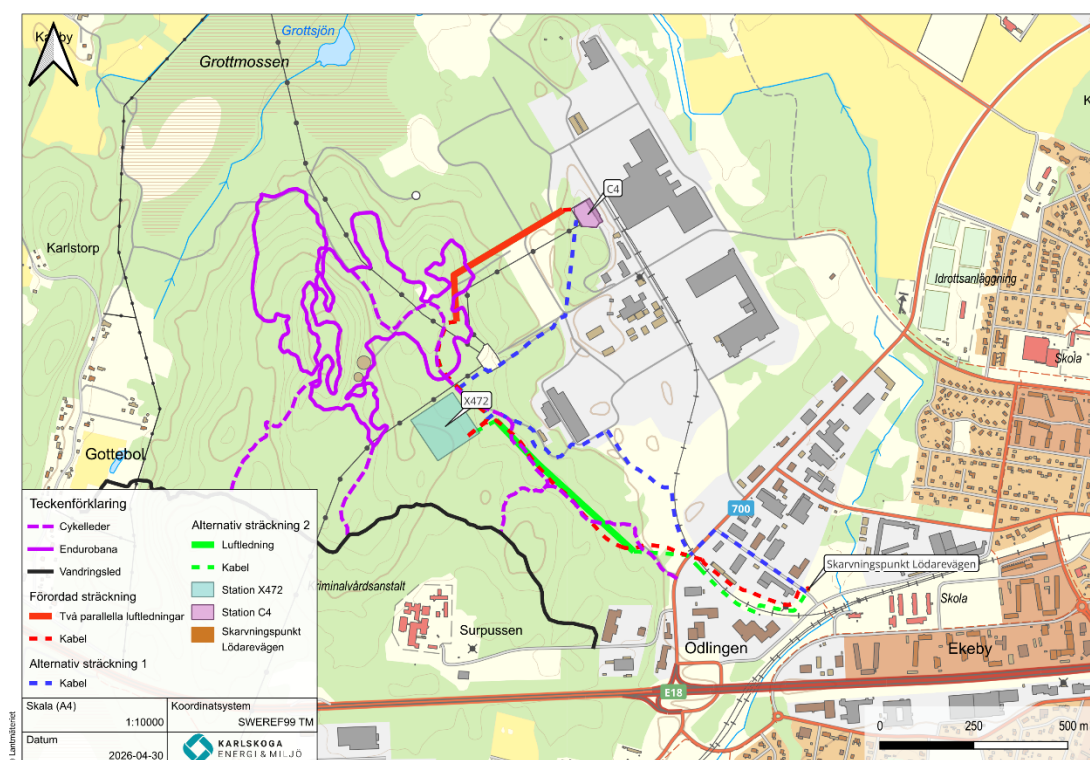 Grottsjön
Grottmossen
C4
Karlstorp
Idrottsanläggning
Skola
X472
Gottebol
700
Skarvningspunkt Lödarevägen
Skola
Surpussen
Odlingen
Ekeby
E18
0 250 500 m
Teckenförklaring
Cykelleder
Endurobana
Vandringsled
Förordad sträckning
Två parallella luftledningar
Kabel
Alternativ sträckning 1
Kabel
Alternativ sträckning 2
Luftledning
Kabel
Station X472
Station C4
Skarvningspunkt
Lödarevägen
Skala (A4)
1:10000
Koordinatsystem
SWEREF99 TM
Datum
2026-04-30
KARLSKOGA
ENERGI & MILJÖ
Lantmäteriet